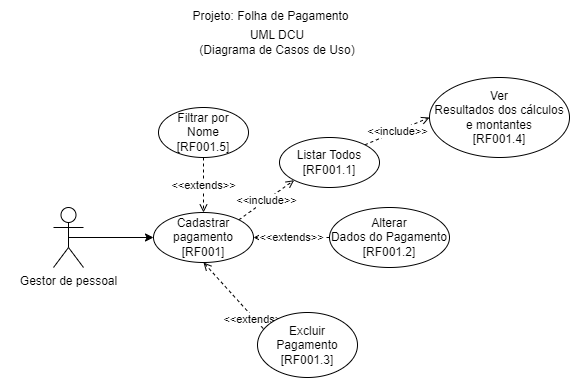 Projeto: Folha de Pagamento
UML DCU
(Diagrama de Casos de Uso)
Ver
Resultados dos cálculos
e montantes
[RF001.4]
Filtrar por
Nome
[RF001.5]
<<include>>
Listar Todos
[RF001.1]
<<extends>>
<<include>>
Cadastrar
pagamento
[RF001]
<<extends>>
Alterar
Dados do Pagamento
[RF001.2]
Gestor de pessoal
<<extends>
Excluir
Pagamento
[RF001.3]